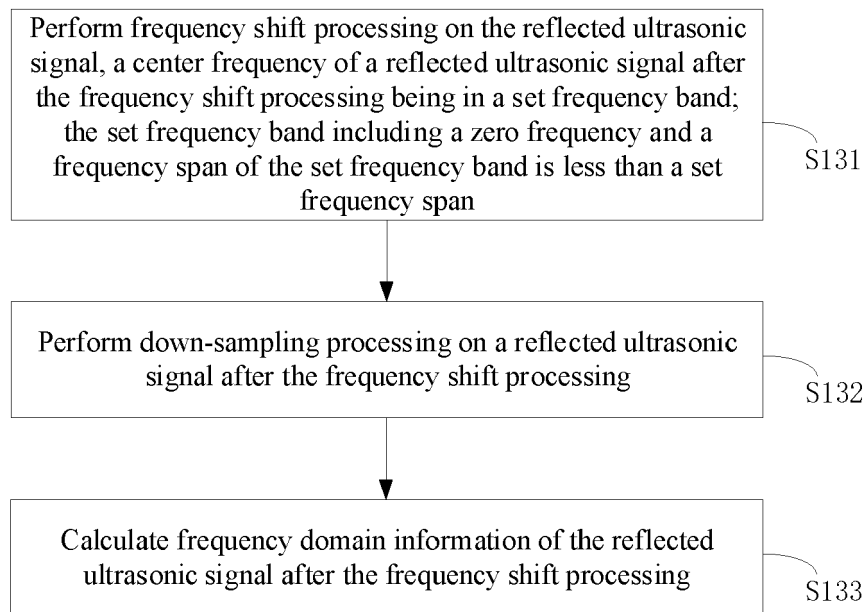 Perform frequency shift processing on the reflected ultrasonic
signal, a center frequency of a reflected ultrasonic signal after
the frequency shift processing being in a set frequency band;
the set frequency band including a zero frequency and a
frequency span of the set frequency band is less than a set
frequency span
S131
Perform down-sampling processing on a reflected ultrasonic
signal after the frequency shift processing
S132
Calculate frequency domain information of the reflected
ultrasonic signal after the frequency shift processing
S133